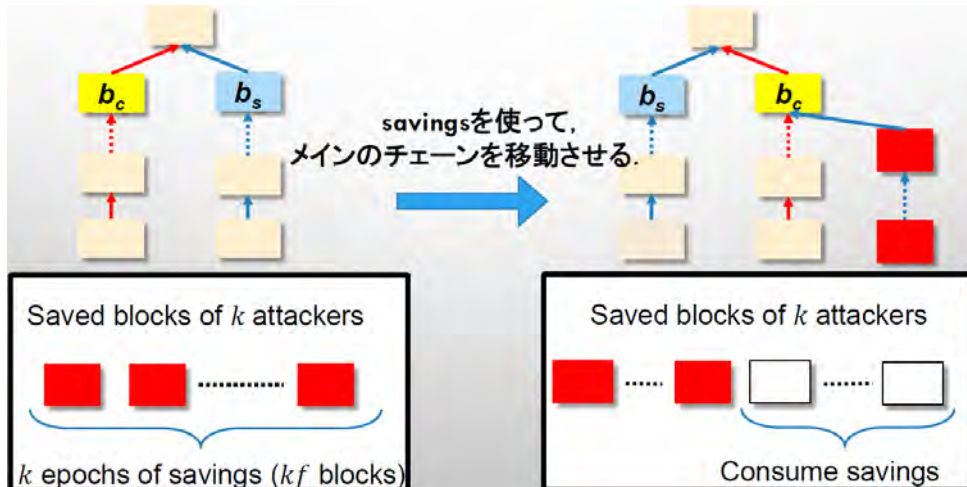 b_c
b_s
savingsを使って,
メインのチェーンを移動させる.
b_s
b_c
Saved blocks of k attackers
k epochs of savings (kf blocks)
Saved blocks of k attackers
Consume savings